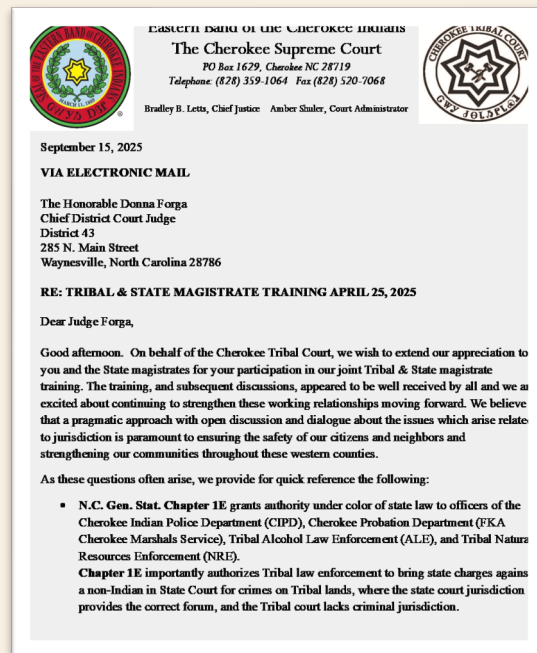 Eastern Band of the Cherokee Indians
The Cherokee Supreme Court
PO Box 1629, Cherokee NC 28719
Telephone: (828) 359-1064 Fax (828) 520-7068
Bradley B. Letts, Chief Justice Amber Shuler, Court Administrator
CHEROKEE TRIBAL COURT
September 15, 2025
VIA ELECTRONIC MAIL
The Honorable Donna Forga
Chief District Court Judge
District 43
285 N. Main Street
Waynesville, North Carolina 28786
RE: TRIBAL & STATE MAGISTRATE TRAINING APRIL 25, 2025
Dear Judge Forga,
Good afternoon. On behalf of the Cherokee Tribal Court, we wish to extend our appreciation to
you and the State magistrates for your participation in our joint Tribal & State magistrate
training. The training, and subsequent discussions, appeared to be well received by all and we ar
excited about continuing to strengthen these working relationships moving forward. We believe
that a pragmatic approach with open discussion and dialogue about the issues which arise relate
to jurisdiction is paramount to ensuring the safety of our citizens and neighbors and
strengthening our communities throughout these western counties.
As these questions often arise, we provide for quick reference the following:
▪ N.C. Gen. Stat. Chapter 1E grants authority under color of state law to officers of the
Cherokee Indian Police Department (CIPD), Cherokee Probation Department (FKA
Cherokee Marshals Service), Tribal Alcohol Law Enforcement (ALE), and Tribal Natura
Resources Enforcement (NRE).
Chapter 1E importantly authorizes Tribal law enforcement to bring state charges agains
a non-Indian in State Court for crimes on Tribal lands, where the state court jurisdiction
provides the correct forum, and the Tribal court lacks criminal jurisdiction.